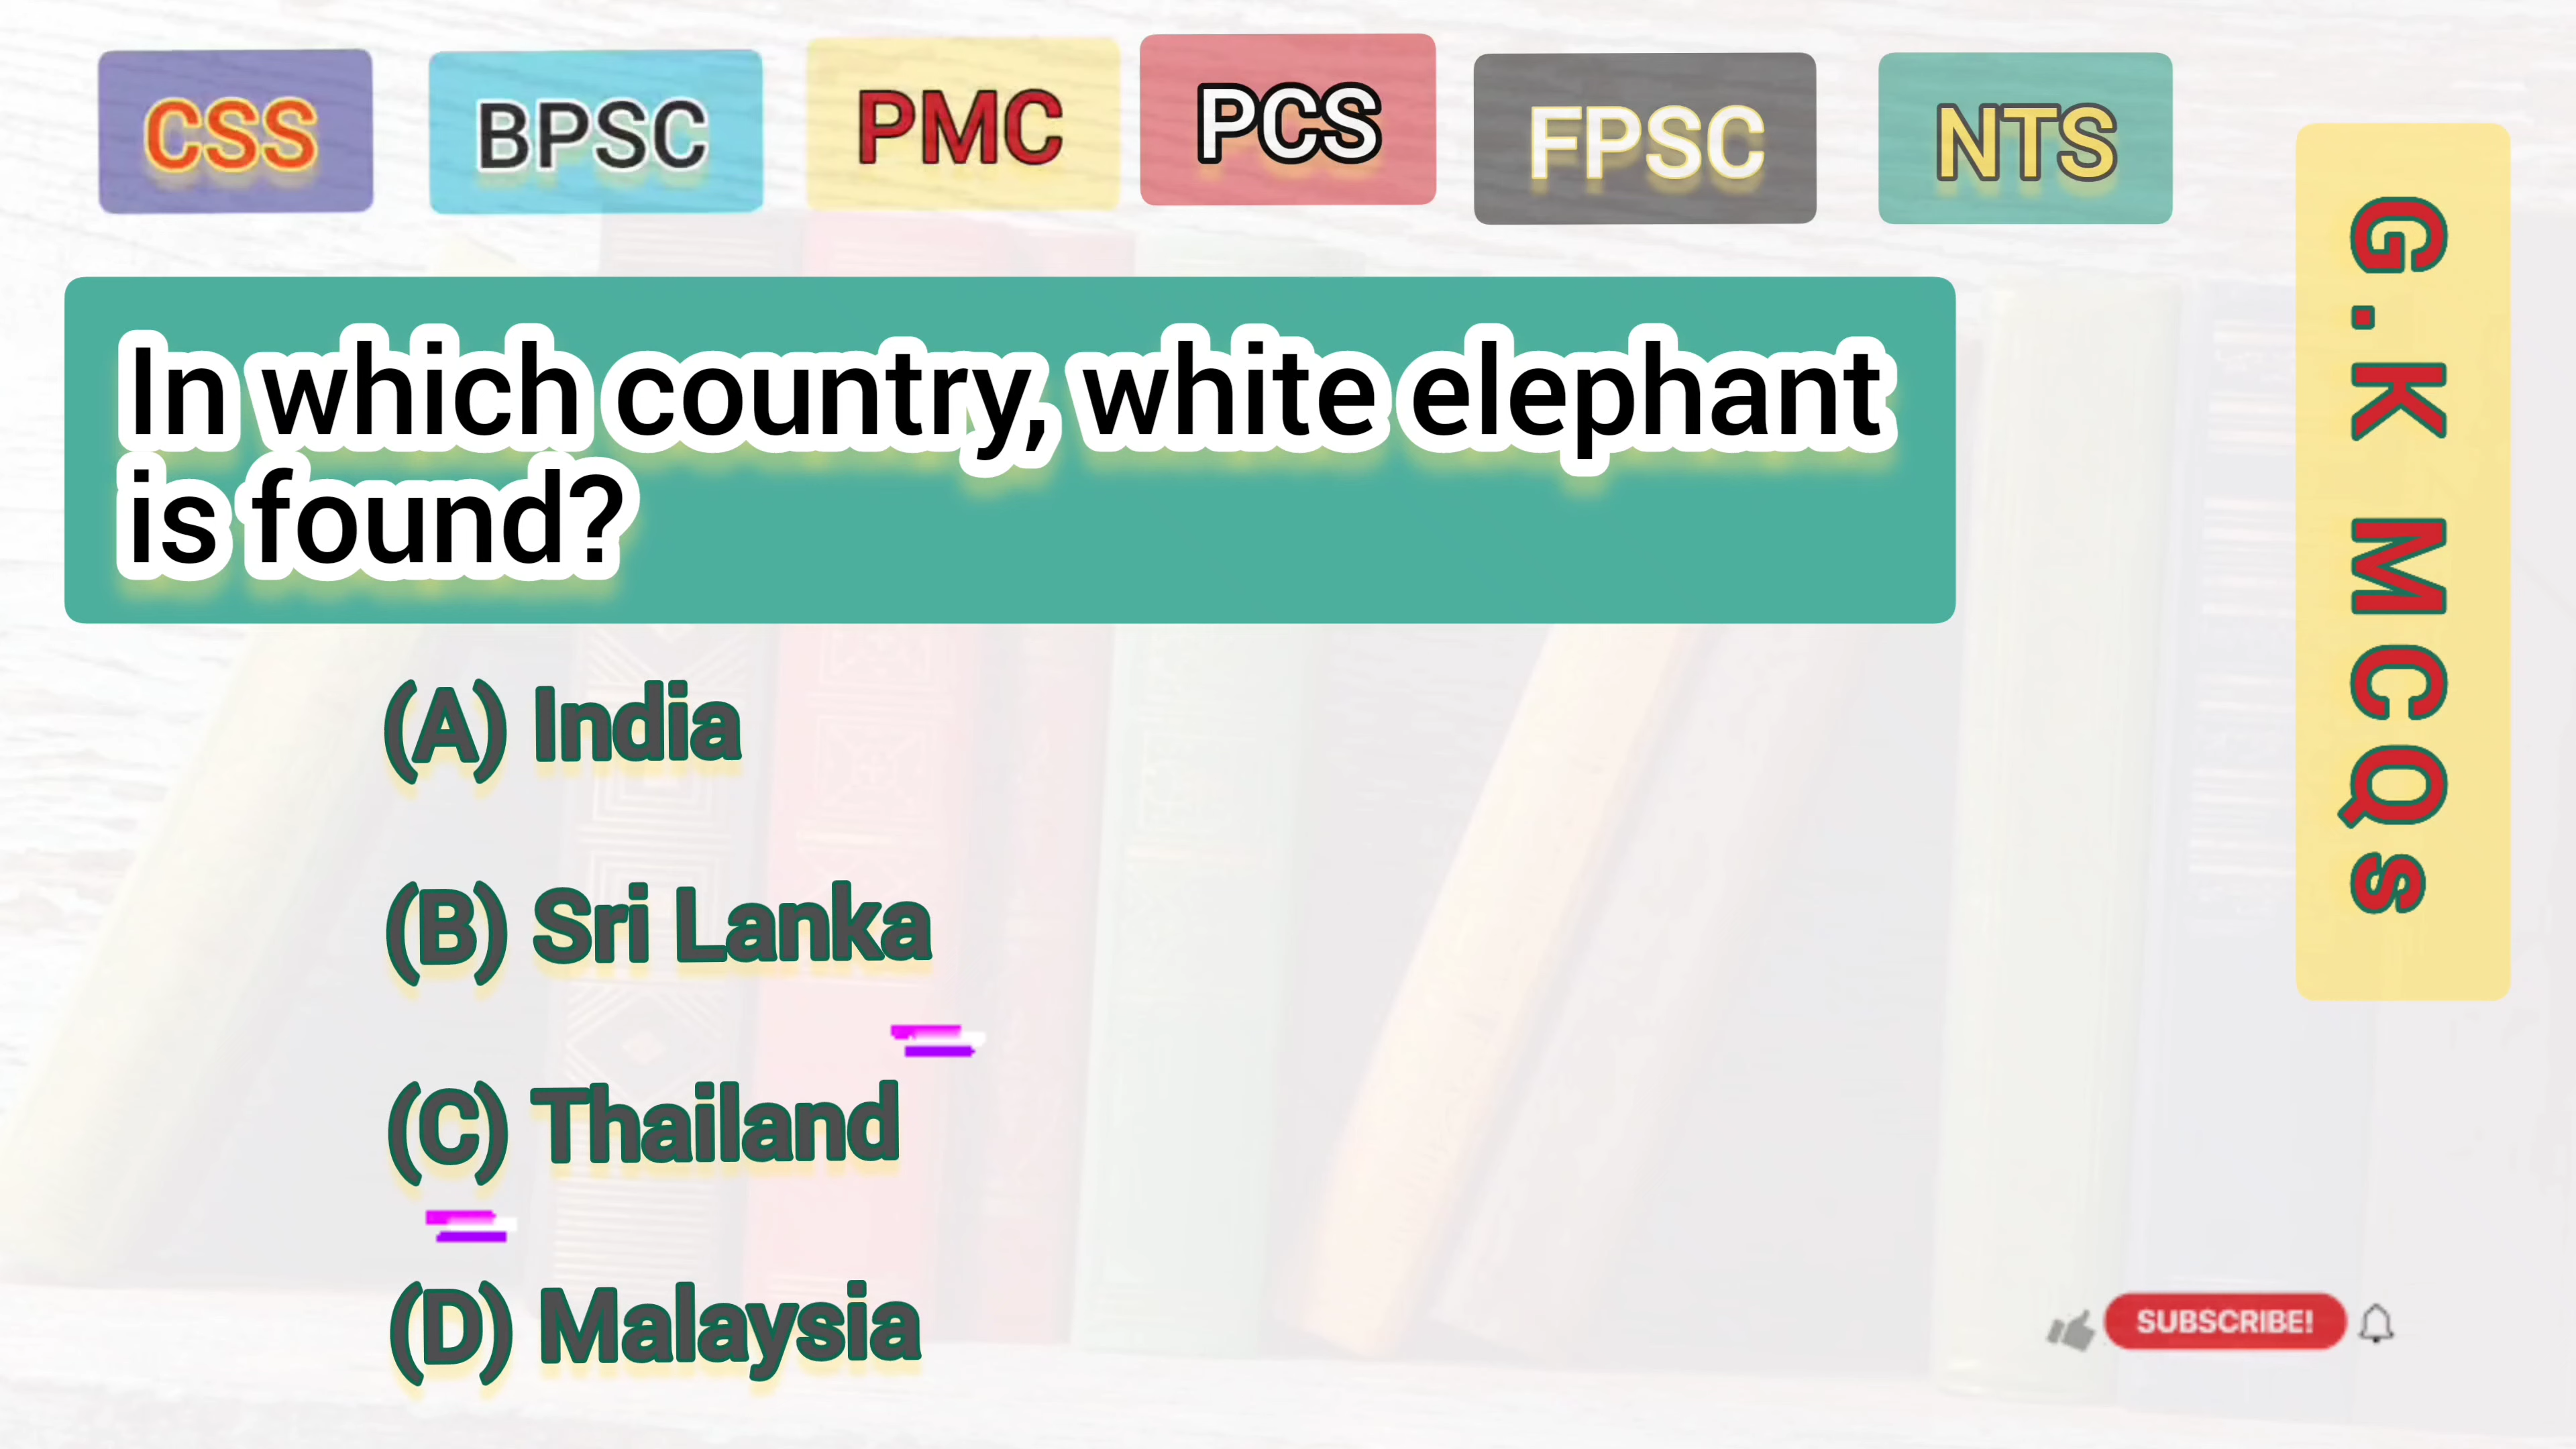 CSS BPSC PMC PCS FPSC NTS
In which country, white elephant
is found?
(A) India
(B) Sri Lanka
(C) Thailand
(D) Malaysia
G.K MCQs
SUBSCRIBE!